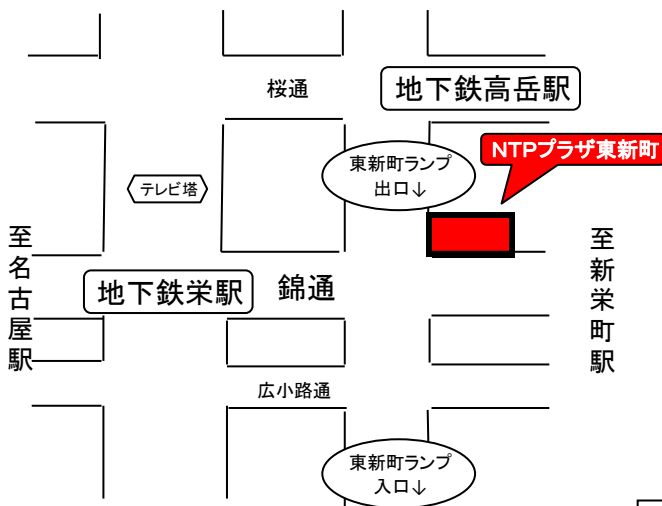 桜通
地下鉄高岳駅
東新町ランプ
出口↓
NTPプラザ東新町
テレビ塔
至名古屋駅
至新栄町駅
地下鉄栄駅
錦通
広小路通
東新町ランプ
入口↓